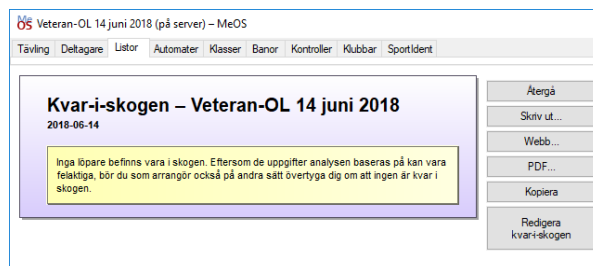 MeOS Veteran-OL 14 juni 2018 (på server) – MeOS
Tävling Deltagare Listor Automater Klasser Banor Kontroller Klubbar SportIdent
Kvar-i-skogen – Veteran-OL 14 juni 2018
2018-06-14
Inga löpare befinns vara i skogen. Eftersom de uppgifter analysen baseras på kan vara
felaktiga, bör du som arrangör också på andra sätt övertyga dig om att ingen är kvar i
skogen.
Återgå
Skriv ut...
Webb...
PDF...
Kopiera
Redigera
kvar-i-skogen